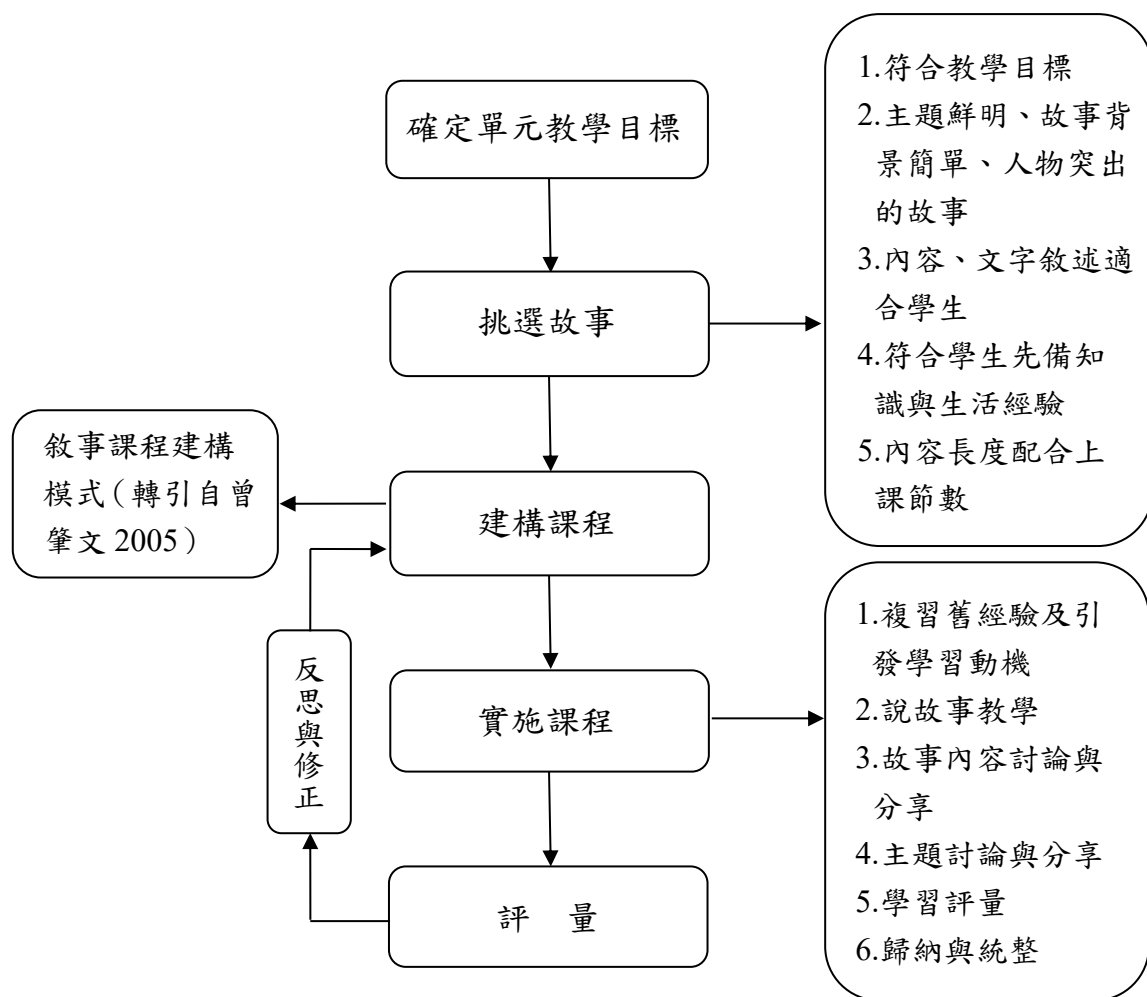 確定單元教學目標
挑選故事
1.符合教學目標
2.主題鮮明、故事背
景簡單、人物突出
的故事
3.內容、文字敘述適
合學生
4.符合學生先備知
識與生活經驗
5.內容長度配合上
課節數
敘事課程建構
模式（轉引自曾
肇文 2005）
建構課程
反思與修正
實施課程
1.複習舊經驗及引
發學習動機
2.說故事教學
3.故事內容討論與
分享
4.主題討論與分享
5.學習評量
6.歸納與統整
評　量